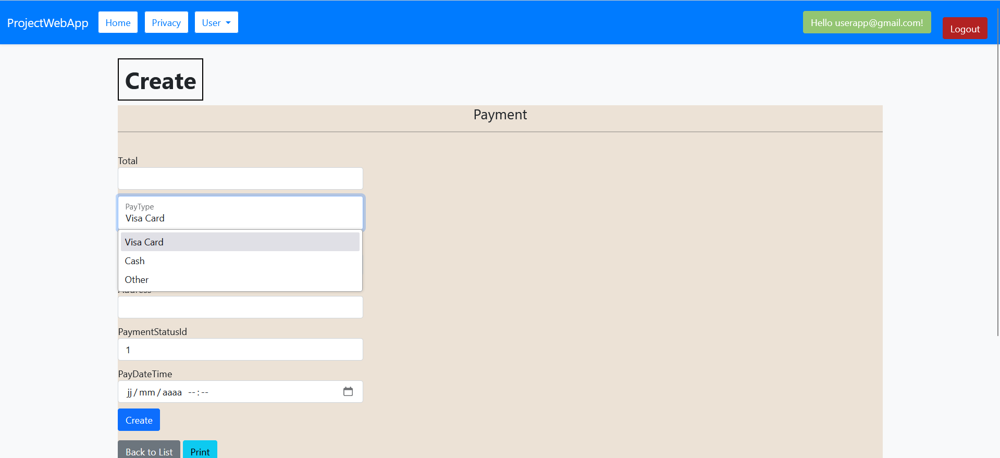 ProjectWebApp Home Privacy User Hello userapp@gmail.com! Logout
Create
Payment
Total
PayType
Visa Card
Visa Card
Cash
Other
PaymentStatusId
1
PayDateTime
jj/mm/aaaa --:--
Create
Back to List Print